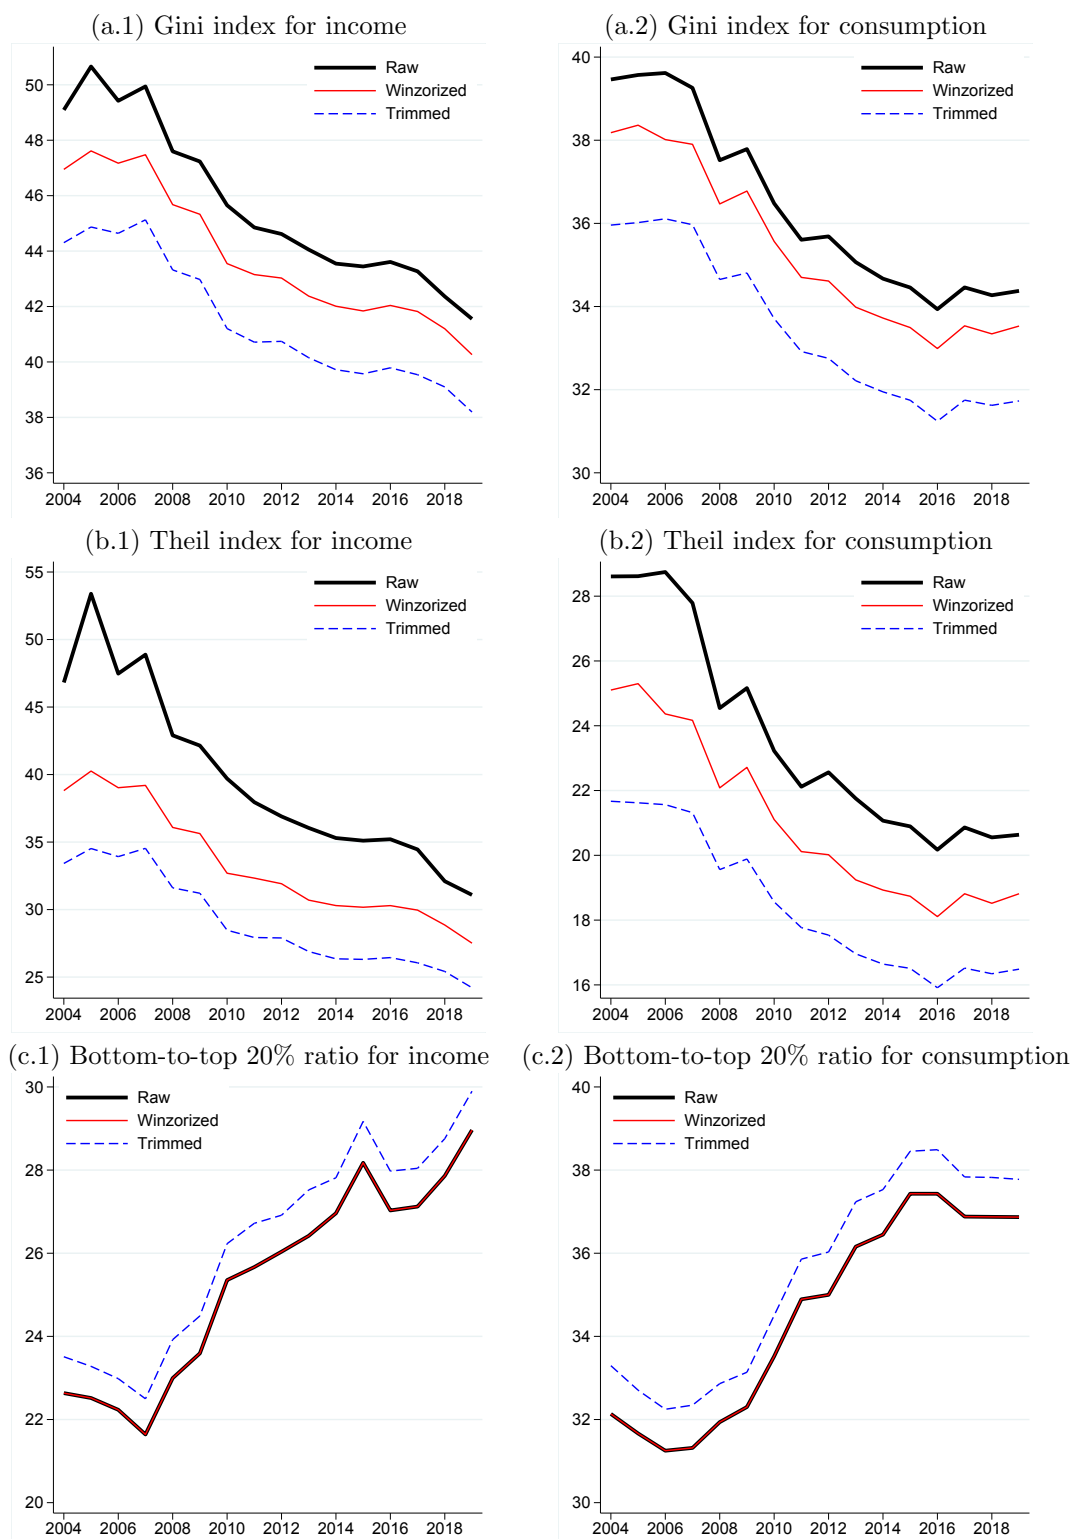 (a.1) Gini index for income
(a.2) Gini index for consumption
50
48
46
44
42
40
38
36
2004 2006 2008 2010 2012 2014 2016 2018
Raw
Winzorized
Trimmed
40
38
36
34
32
30
2004 2006 2008 2010 2012 2014 2016 2018
Raw
Winzorized
Trimmed
(b.1) Theil index for income
(b.2) Theil index for consumption
55
50
45
40
35
30
25
2004 2006 2008 2010 2012 2014 2016 2018
Raw
Winzorized
Trimmed
28
26
24
22
20
18
16
2004 2006 2008 2010 2012 2014 2016 2018
Raw
Winzorized
Trimmed
(c.1) Bottom-to-top 20% ratio for income
(c.2) Bottom-to-top 20% ratio for consumption
30
28
26
24
22
20
2004 2006 2008 2010 2012 2014 2016 2018
Raw
Winzorized
Trimmed
40
38
36
34
32
30
2004 2006 2008 2010 2012 2014 2016 2018
Raw
Winzorized
Trimmed